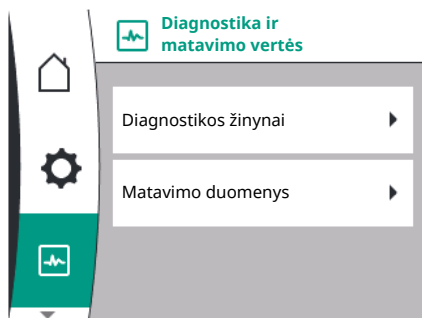 Diagnostika ir
matavimo vertės
Diagnostikos žinynai
Matavimo duomenys